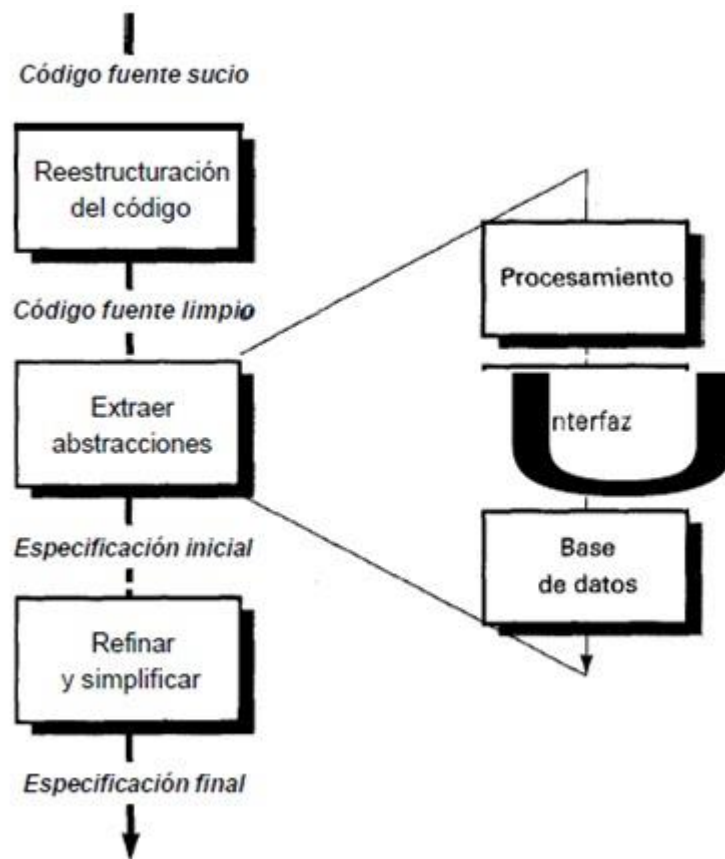 Código fuente sucio
Reestructuración
del código
Código fuente limpio
Extraer
abstracciones
Especificación inicial
Refinar
y simplificar
Especificación final
Procesamiento
nterfaz
Base
de datos